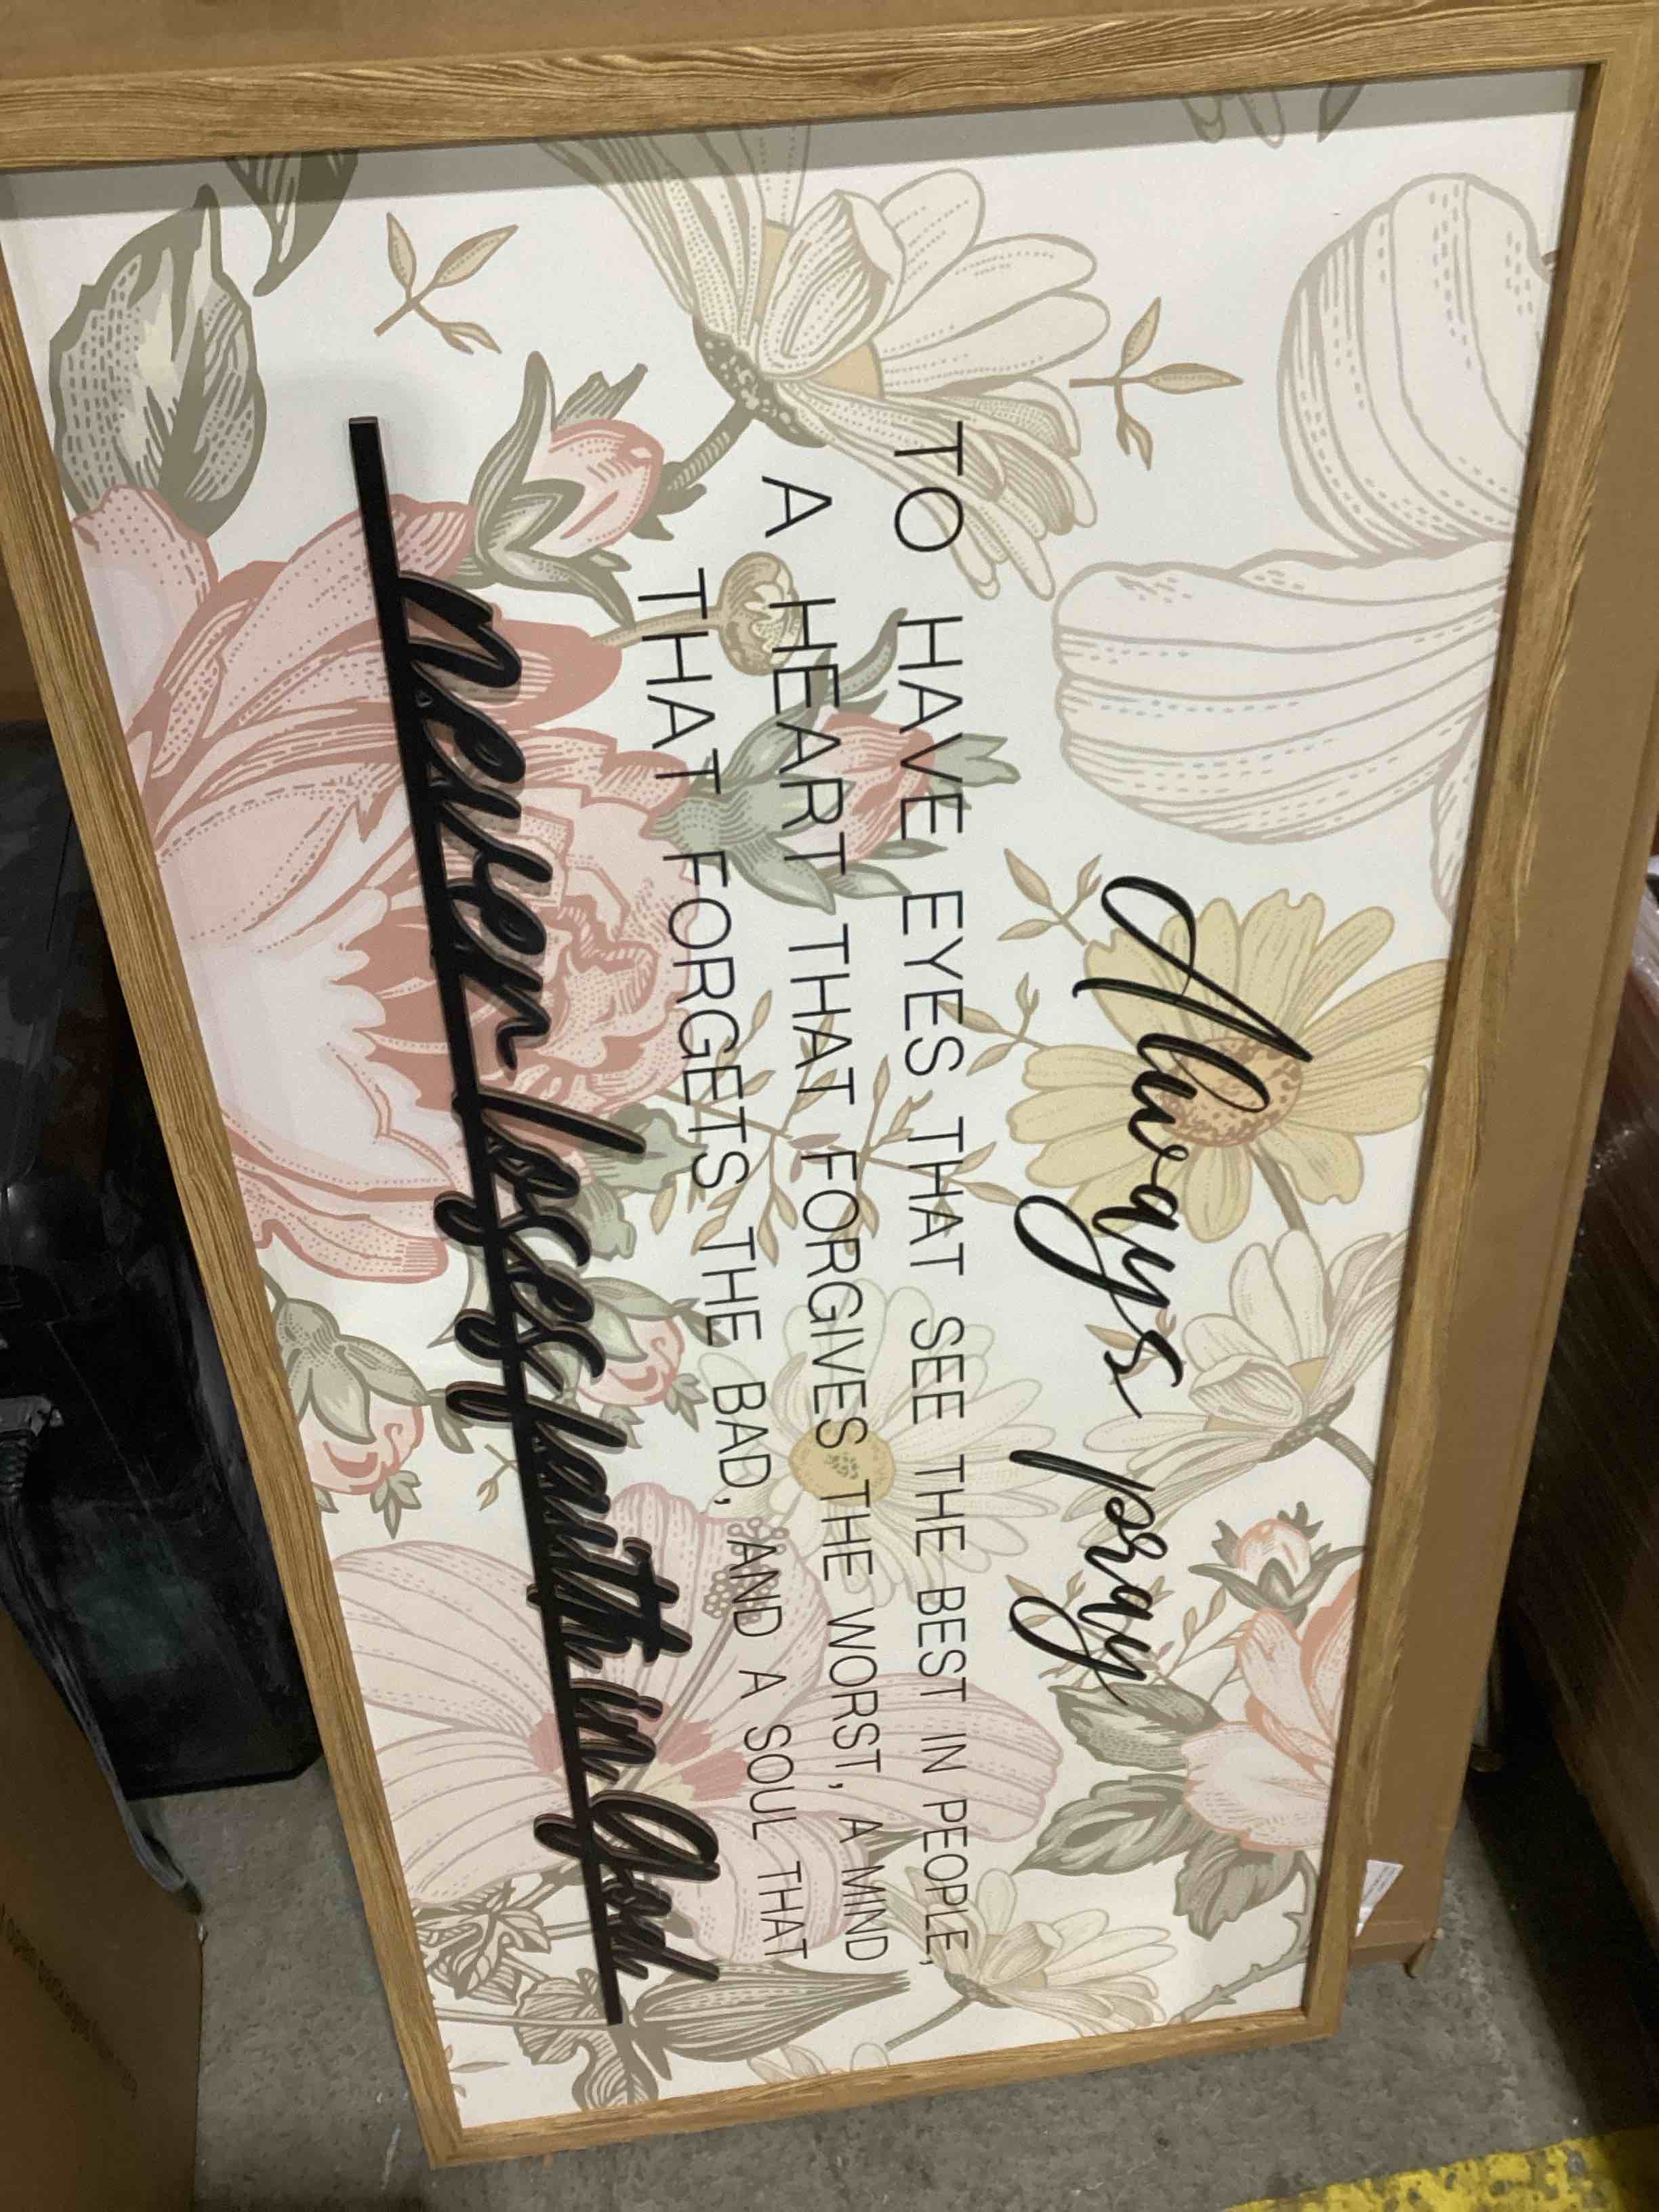 Always pray
TO HAVE EYES THAT SEE THE BEST IN PEOPLE,
A HEART THAT FORGIVES THE WORST, A MIND
THAT FORGETS THE BAD, AND A SOUL THAT
never loses faith in God.